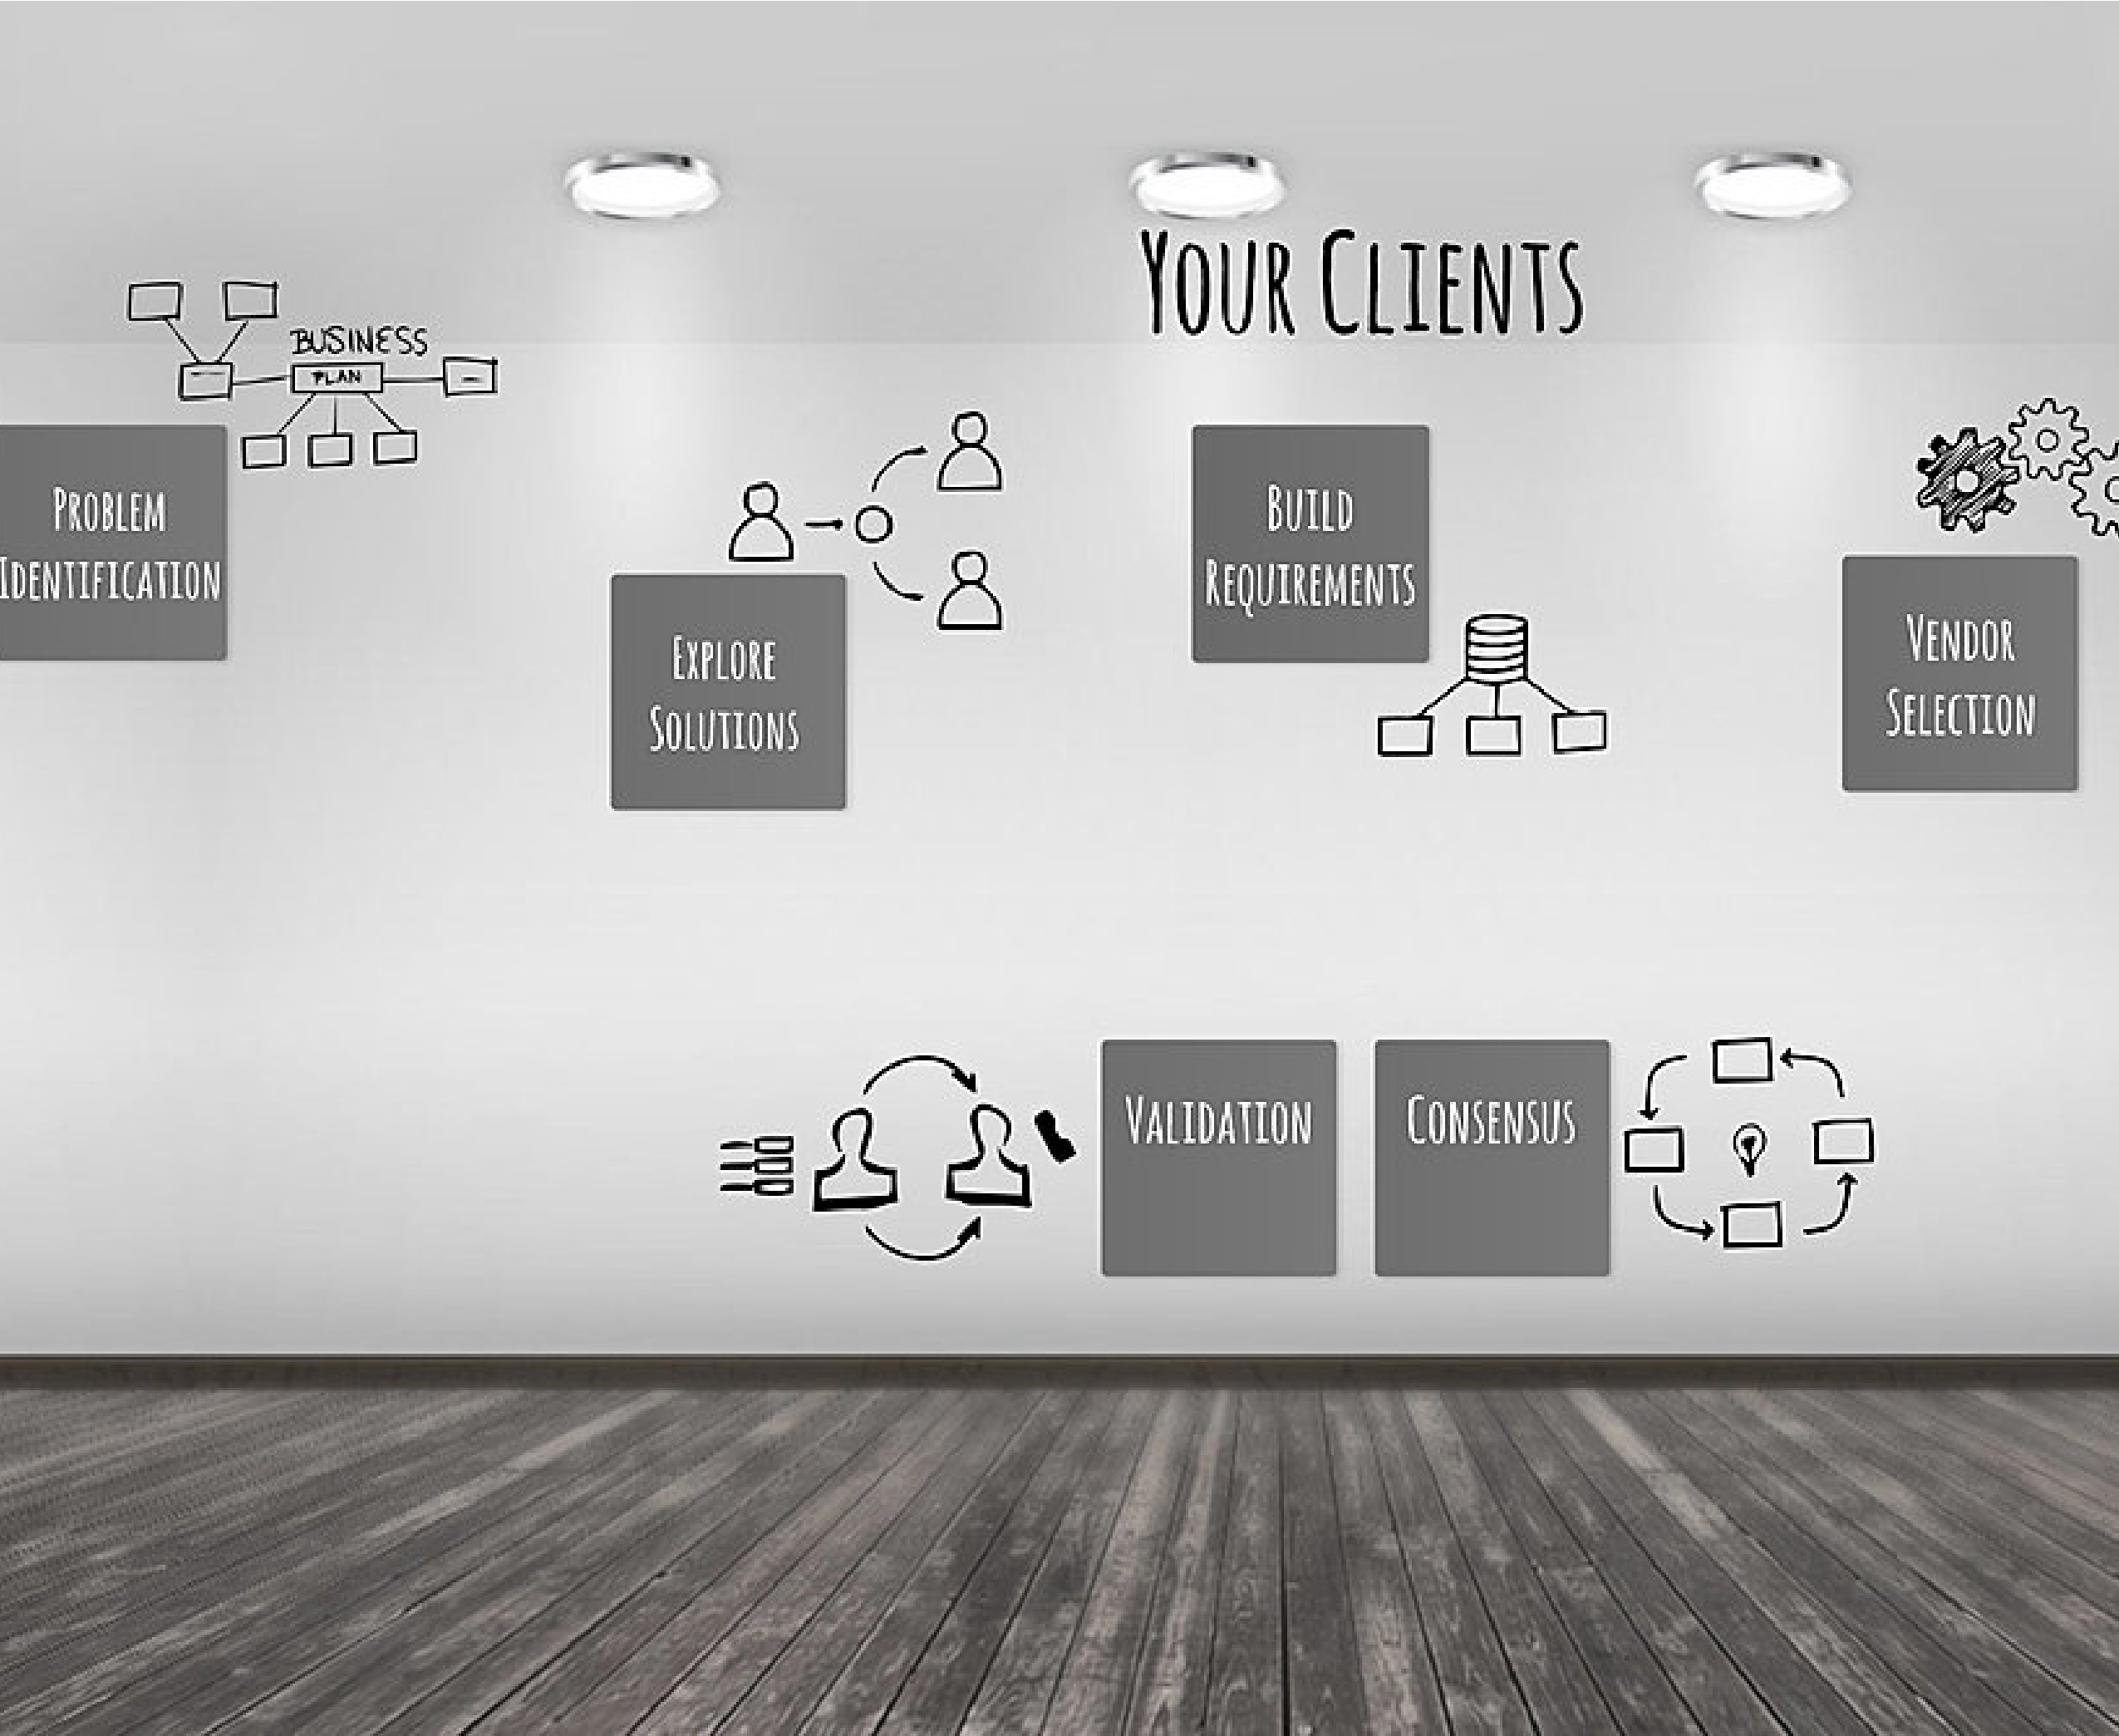 Your Clients
BUSINESS
PLAN
Problem
Identification
Explore
Solutions
Build
Requirements
Vendor
Selection
Validation
Consensus